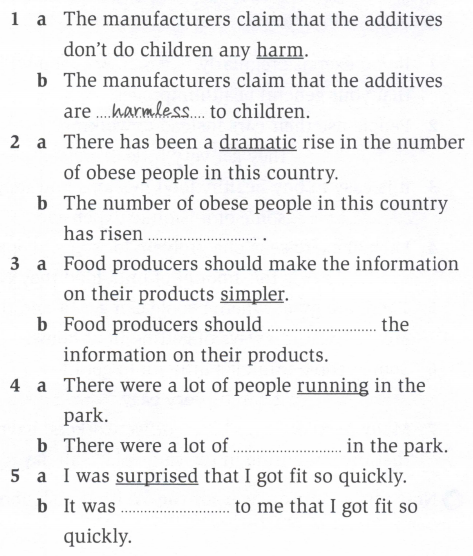 1 a The manufacturers claim that the additives
don't do children any harm.
b The manufacturers claim that the additives
are ....harmless.... to children.
2 a There has been a dramatic rise in the number
of obese people in this country.
b The number of obese people in this country
has risen ........................... .
3 a Food producers should make the information
on their products simpler.
b Food producers should ........................... the
information on their products.
4 a There were a lot of people running in the
park.
b There were a lot of ........................... in the park.
5 a I was surprised that I got fit so quickly.
b It was ........................... to me that I got fit so
quickly.